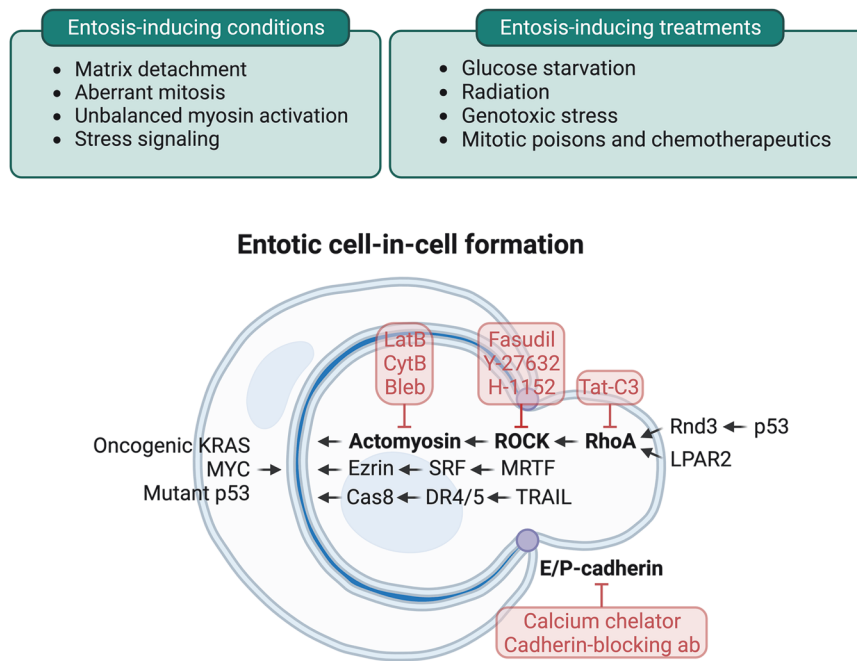 Entosis-inducing conditions
• Matrix detachment
• Aberrant mitosis
• Unbalanced myosin activation
• Stress signaling
Entosis-inducing treatments
• Glucose starvation
• Radiation
• Genotoxic stress
• Mitotic poisons and chemotherapeutics
Entotic cell-in-cell formation
LatB
CytB
Bleb
Fasudil
Y-27632
H-1152
Tat-C3
Oncogenic KRAS
MYC
Mutant p53
Actomyosin
ROCK
RhoA
Rnd3
p53
LPAR2
Ezrin
SRF
MRTF
Cas8
DR4/5
TRAIL
E/P-cadherin
Calcium chelator
Cadherin-blocking ab